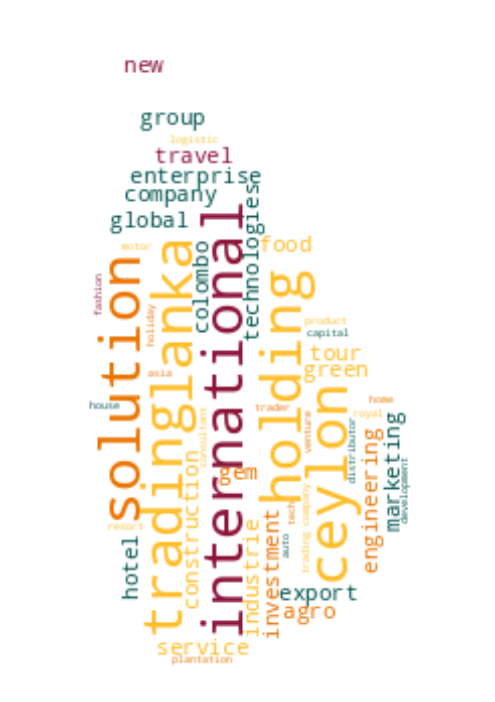 new
group
logistic
travel
enterprise
company
global
technologies
international
colombo
lanka
trading
motor
food
solution
holding
fashion
holiday
product
capital
tour
green
asia
ceylon
house
trader
home
royal
consultant
venture
distributor
marketing
engineering
development
gem
construction
tech
trading company
resort
hotel
industrie
investment
auto
export
agro
service
plantation